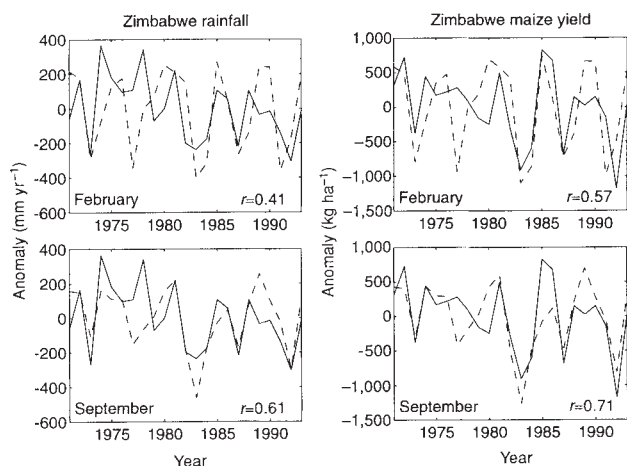 Zimbabwe rainfall
Zimbabwe maize yield
Anomaly (mm yr⁻¹)
400
200
0
-200
-400
-600
February
r=0.41
1975 1980 1985 1990
Anomaly (kg ha⁻¹)
1,000
500
0
-500
-1,000
-1,500
February
r=0.57
1975 1980 1985 1990
400
200
0
-200
-400
-600
September
r=0.61
1975 1980 1985 1990
Year
1,000
500
0
-500
-1,000
-1,500
September
r=0.71
1975 1980 1985 1990
Year